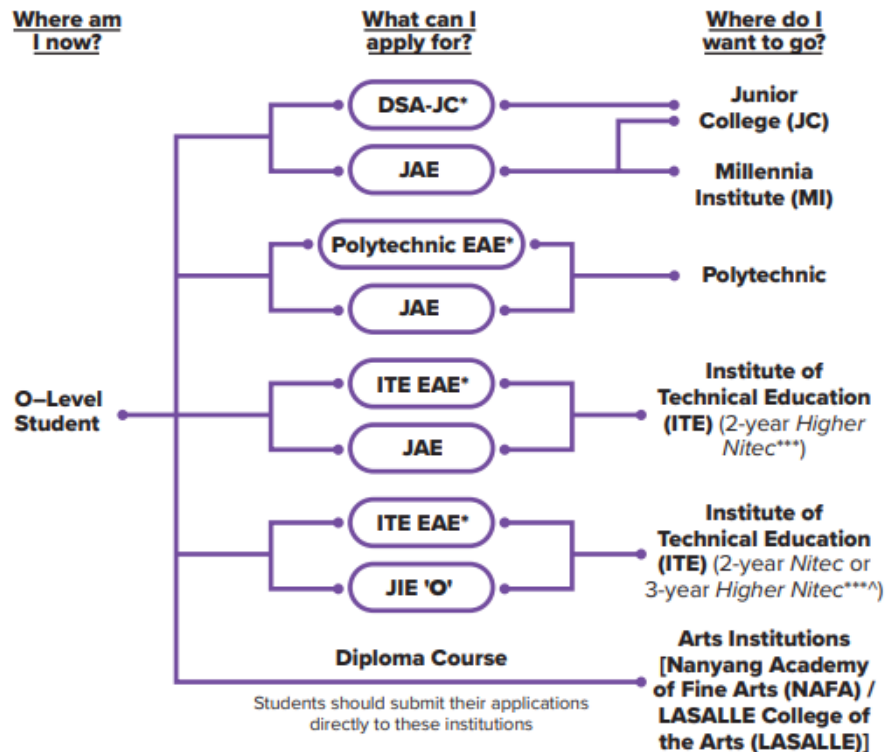 Where am
I now?
What can I
apply for?
Where do I
want to go?
DSA-JC*
JAE
Junior
College (JC)
Millennia
Institute (MI)
Polytechnic EAE*
JAE
Polytechnic
O–Level
Student
ITE EAE*
JAE
Institute of
Technical Education
(ITE) (2-year Higher
Nitec***)
ITE EAE*
JIE 'O'
Institute of
Technical Education
(ITE) (2-year Nitec or
3-year Higher Nitec***^)
Diploma Course
Students should submit their applications
directly to these institutions
Arts Institutions
[Nanyang Academy
of Fine Arts (NAFA) /
LASALLE College of
the Arts (LASALLE)]